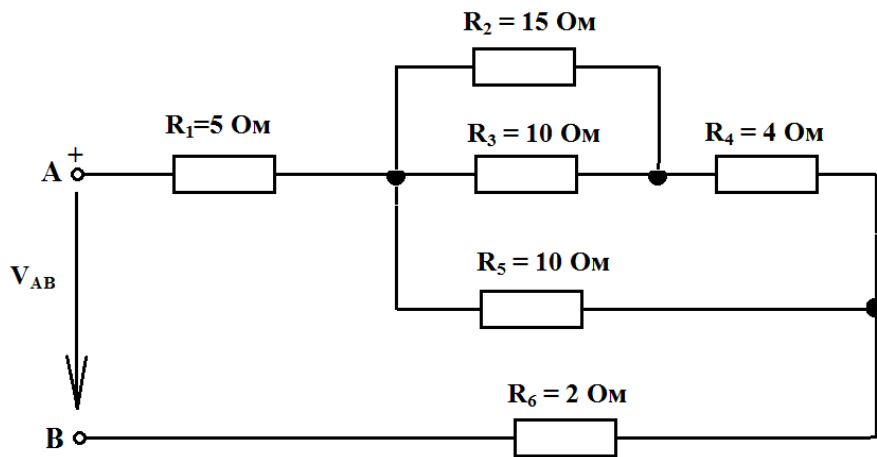 R₂ = 15 Ом
R₁=5 Ом
R₃ = 10 Ом
R₄ = 4 Ом
A
+
V_AB
R₅ = 10 Ом
R₆ = 2 Ом
B